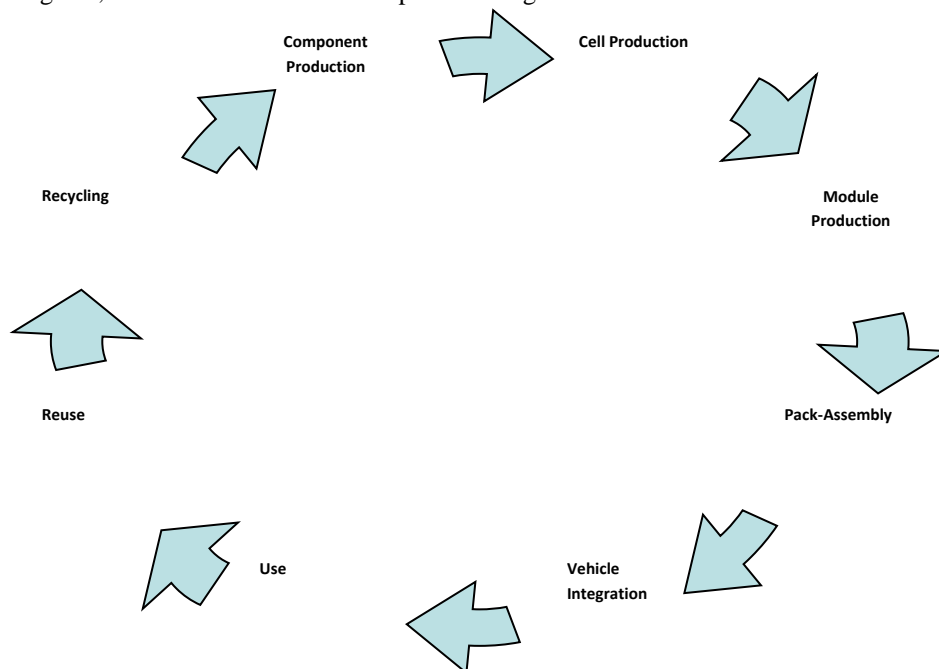 Component
Production
Cell Production
Module
Production
Pack-Assembly
Vehicle
Integration
Use
Reuse
Recycling